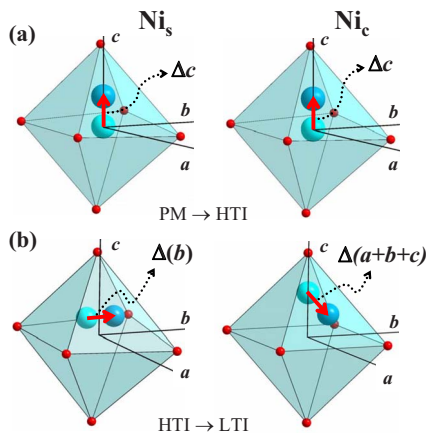 Ni_s Ni_c
(a) c c
Δc Δc
b b
a a
PM → HTI
(b) c Δ(b) c Δ(a+b+c)
b b
a a
HTI → LTI